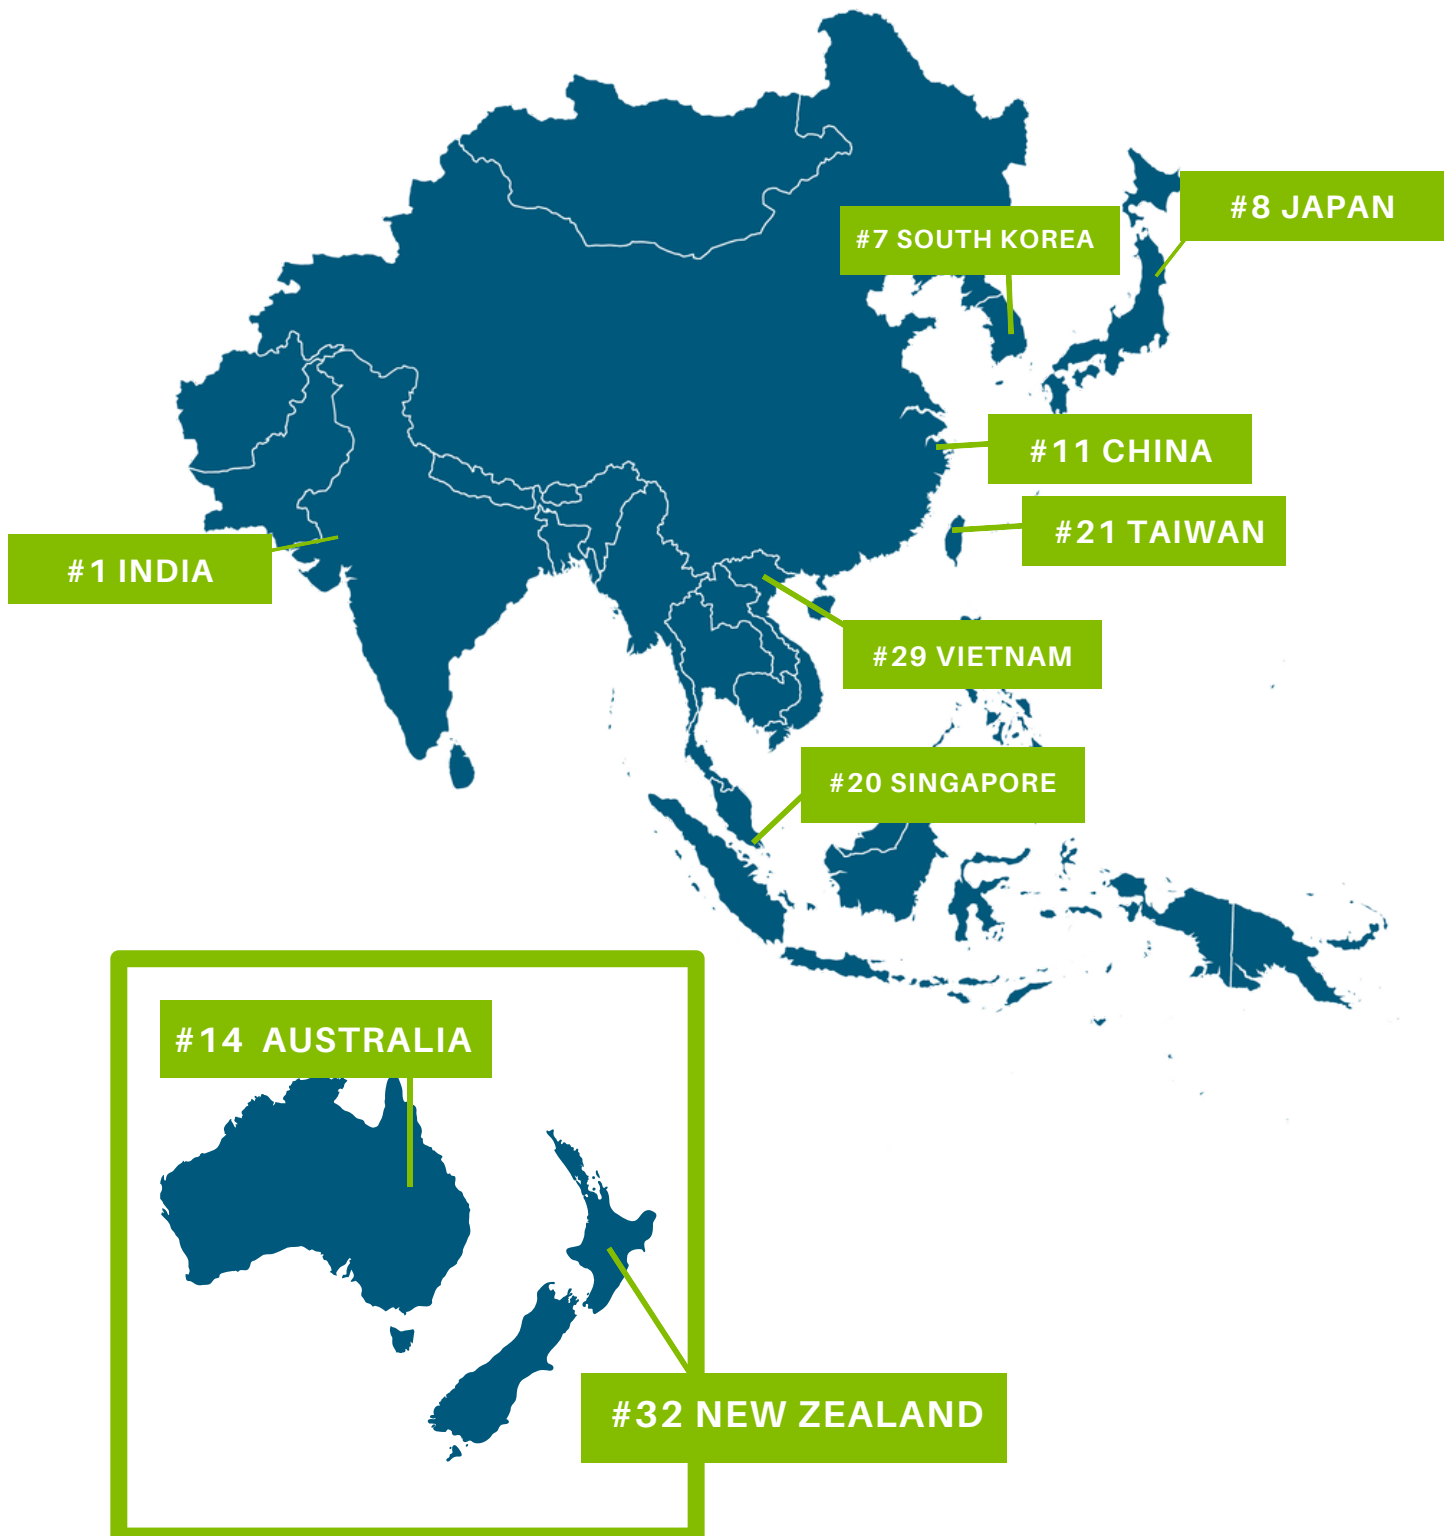 #8 JAPAN
#7 SOUTH KOREA
#11 CHINA
#21 TAIWAN
#1 INDIA
#29 VIETNAM
#20 SINGAPORE
#14 AUSTRALIA
#32 NEW ZEALAND